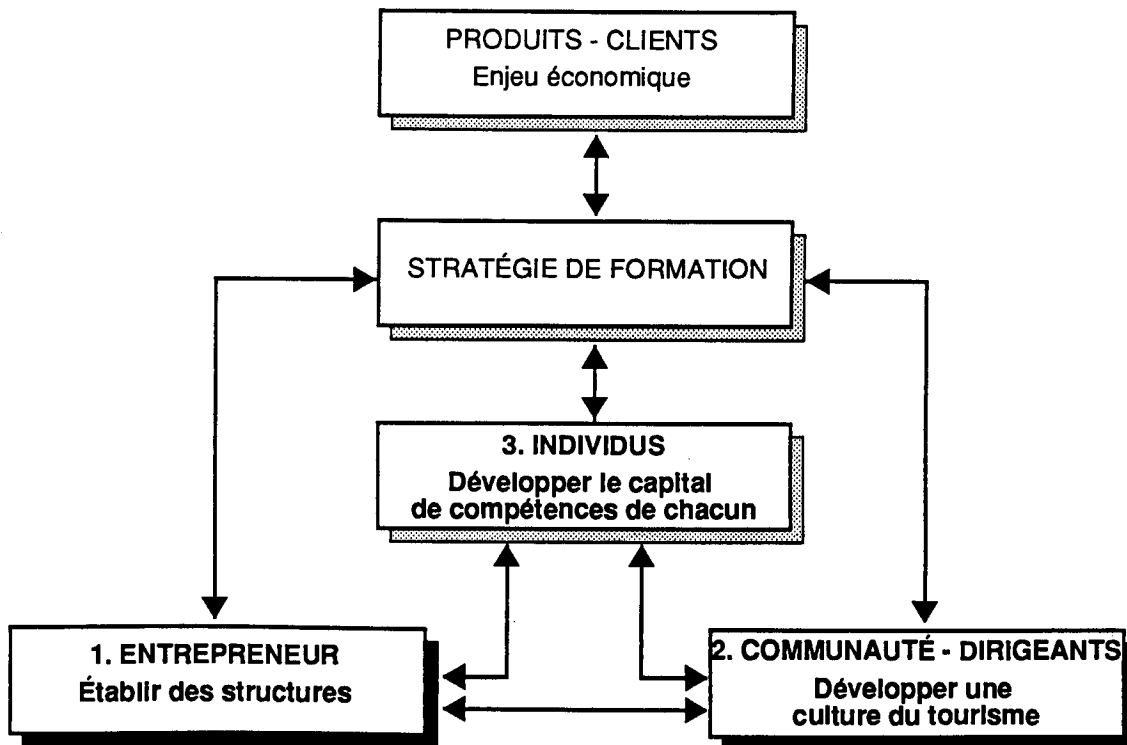 PRODUITS - CLIENTS
Enjeu économique
STRATÉGIE DE FORMATION
3. INDIVIDUS
Développer le capital
de compétences de chacun
1. ENTREPRENEUR
Établir des structures
2. COMMUNAUTÉ - DIRIGEANTS
Développer une
culture du tourisme